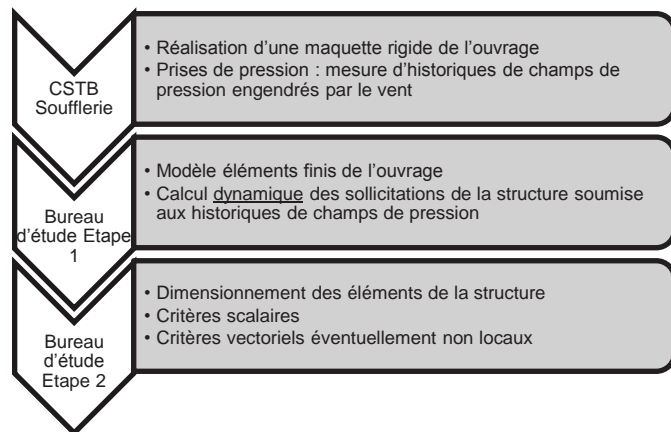 CSTB
Soufflerie
• Réalisation d'une maquette rigide de l'ouvrage
• Prises de pression : mesure d'historiques de champs de
pression engendrés par le vent
Bureau
d'étude Etape
1
• Modèle éléments finis de l'ouvrage
• Calcul dynamique des sollicitations de la structure soumise
aux historiques de champs de pression
Bureau
d'étude
Etape 2
• Dimensionnement des éléments de la structure
• Critères scalaires
• Critères vectoriels éventuellement non locaux